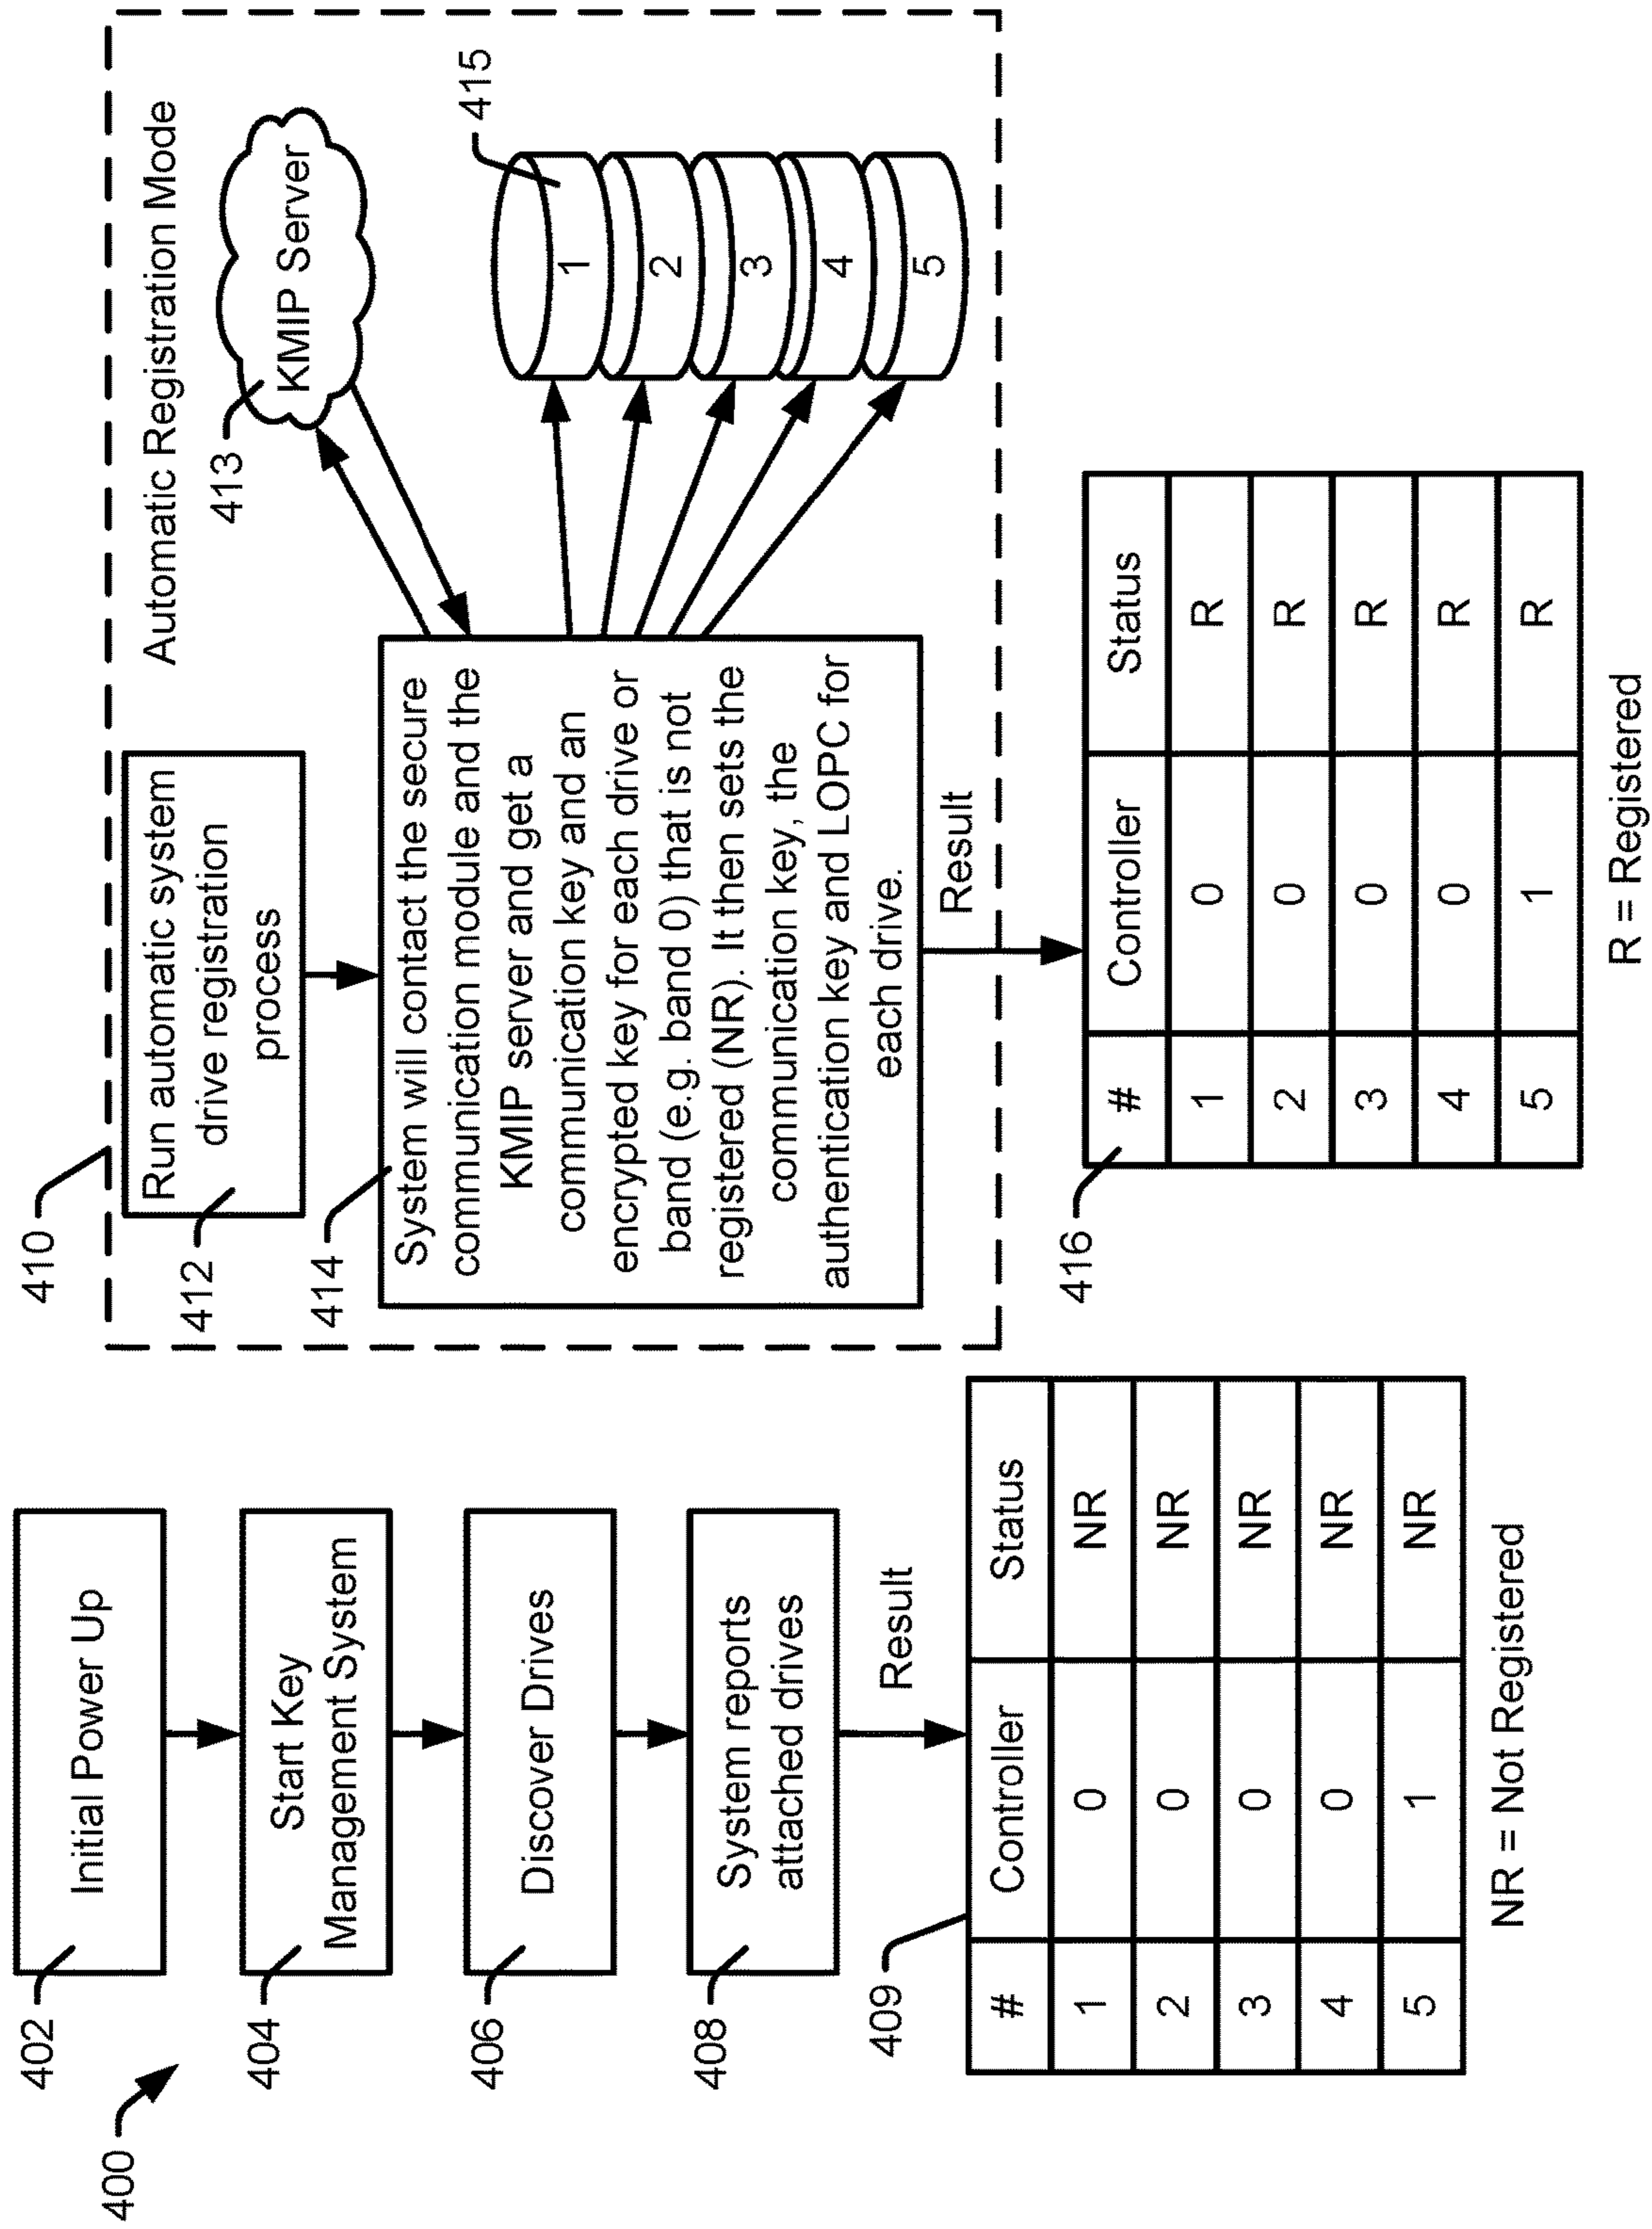 400
402
Initial Power Up
404
Start Key
Management System
406
Discover Drives
408
System reports
attached drives
Result
409
# Controller Status
1 0 NR
2 0 NR
3 0 NR
4 0 NR
5 1 NR
NR = Not Registered
410
Automatic Registration Mode
412
Run automatic system
drive registration
process
413
KMIP Server
414
System will contact the secure
communication module and the
KMIP server and get a
communication key and an
encrypted key for each drive or
band (e.g. band 0) that is not
registered (NR). It then sets the
communication key, the
authentication key and LOPC for
each drive.
415
1
2
3
4
5
Result
416
# Controller Status
1 0 R
2 0 R
3 0 R
4 0 R
5 1 R
R = Registered